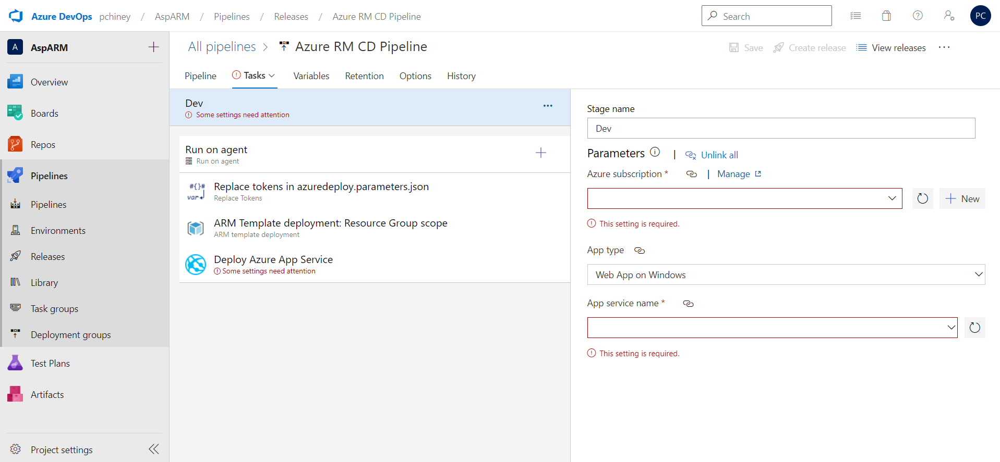 Azure DevOps pchiney / AspARM / Pipelines / Releases / Azure RM CD Pipeline
Search
PC
A AspARM
Overview
Boards
Repos
Pipelines
Pipelines
Environments
Releases
Library
Task groups
Deployment groups
Test Plans
Artifacts
Project settings
All pipelines > Azure RM CD Pipeline
Save Create release View releases ...
Pipeline Tasks Variables Retention Options History
Dev
Some settings need attention
Run on agent
Run on agent
#{}#
var
Replace tokens in azuredeploy.parameters.json
Replace Tokens
ARM Template deployment: Resource Group scope
ARM template deployment
Deploy Azure App Service
Some settings need attention
Stage name
Dev
Parameters | Unlink all
Azure subscription * | Manage
New
This setting is required.
App type
Web App on Windows
App service name *
This setting is required.